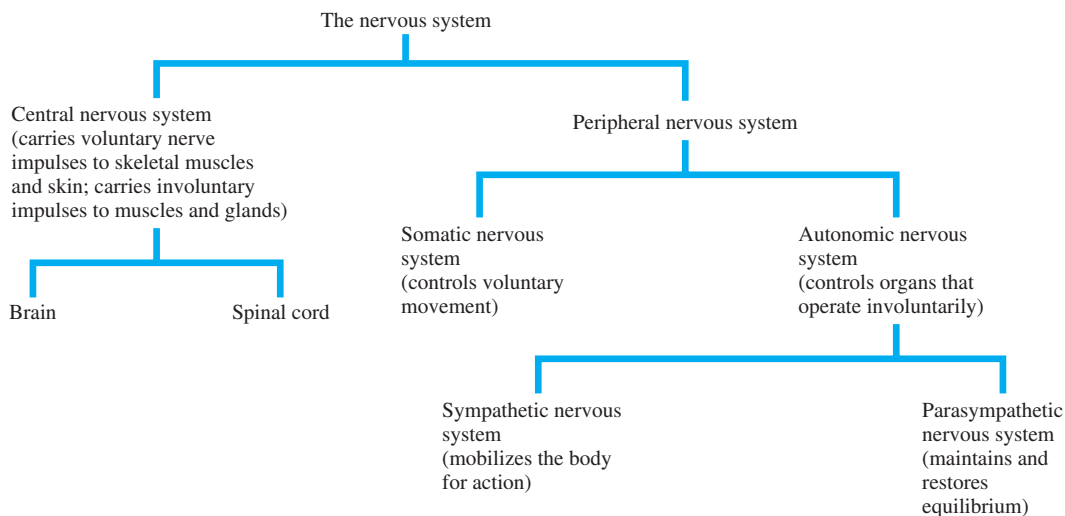 The nervous system
Central nervous system
(carries voluntary nerve
impulses to skeletal muscles
and skin; carries involuntary
impulses to muscles and glands)
Peripheral nervous system
Brain
Spinal cord
Somatic nervous
system
(controls voluntary
movement)
Autonomic nervous
system
(controls organs that
operate involuntarily)
Sympathetic nervous
system
(mobilizes the body
for action)
Parasympathetic
nervous system
(maintains and
restores
equilibrium)